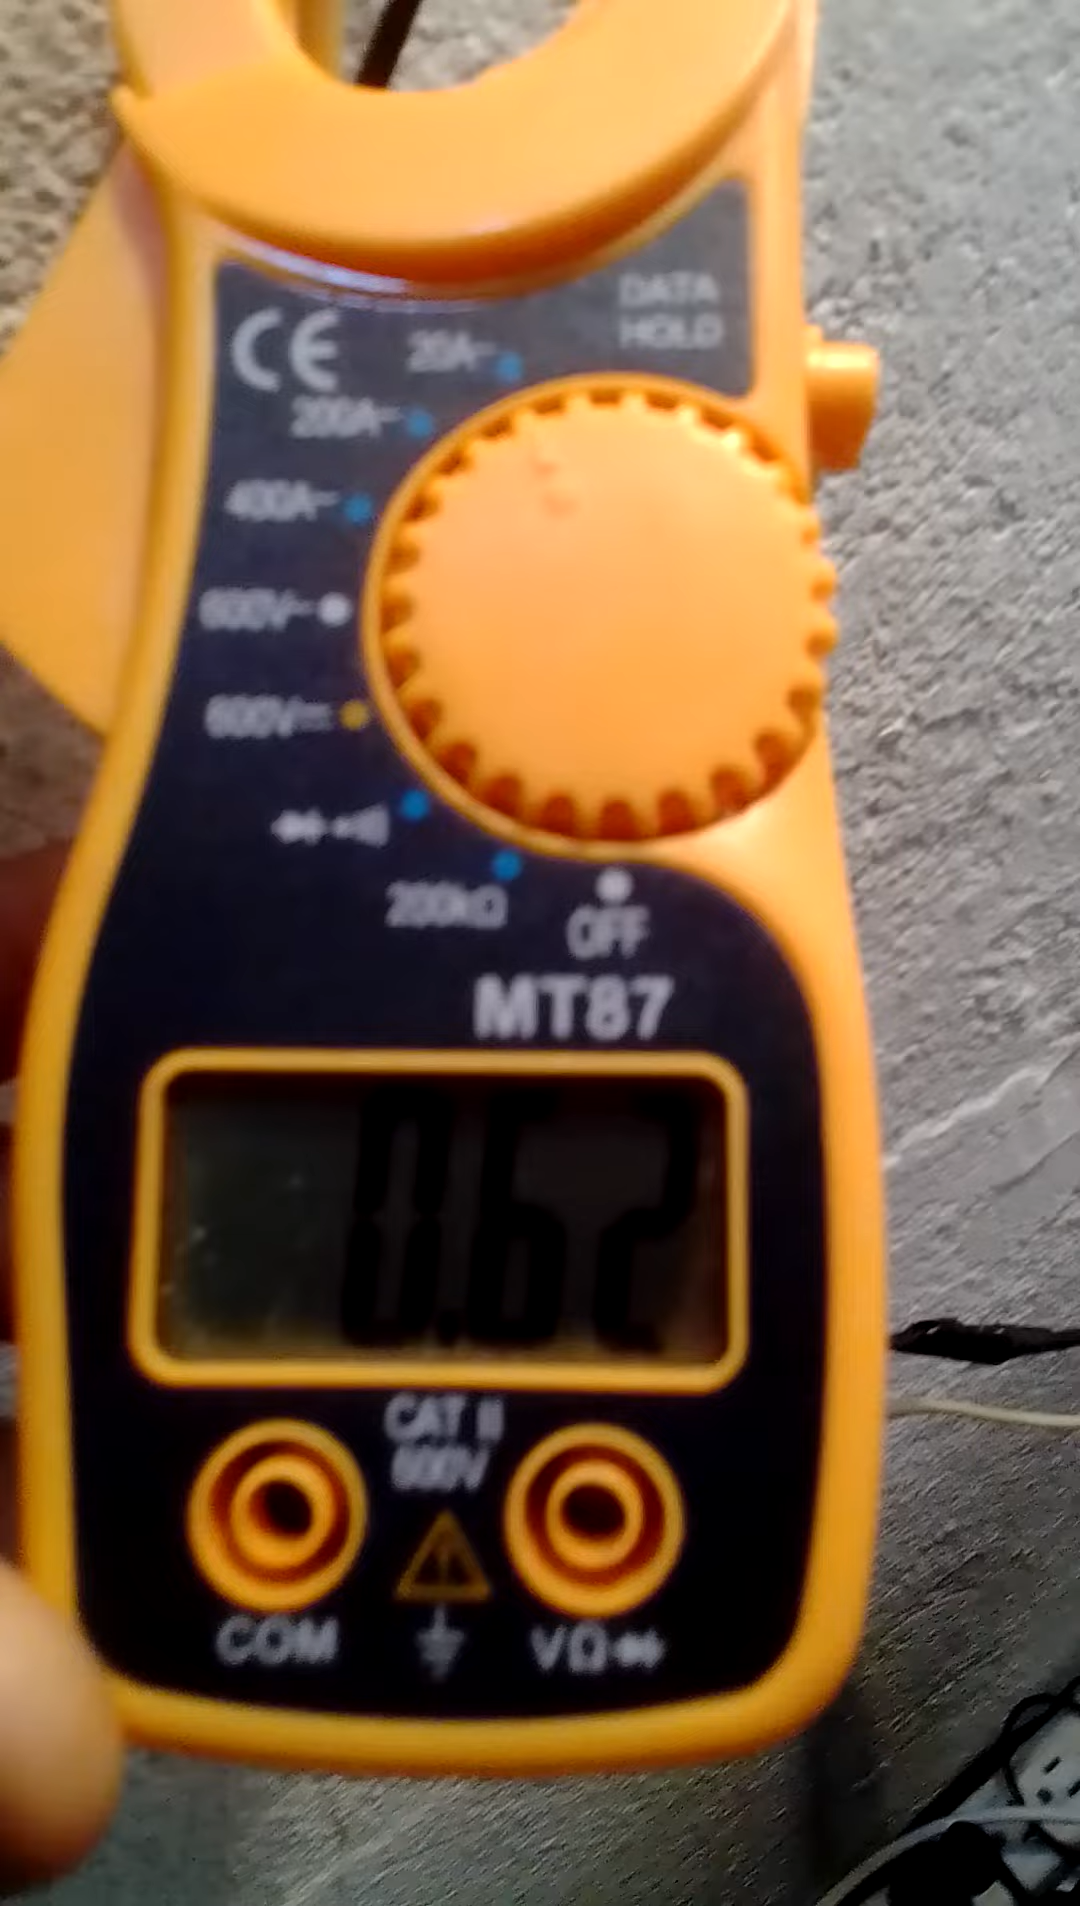 DATA
HOLD
CE
20A~
200A~
400A~
600V~
600V⎓
200kΩ
OFF
MT87
0.62
CAT II
600V
COM
VΩ